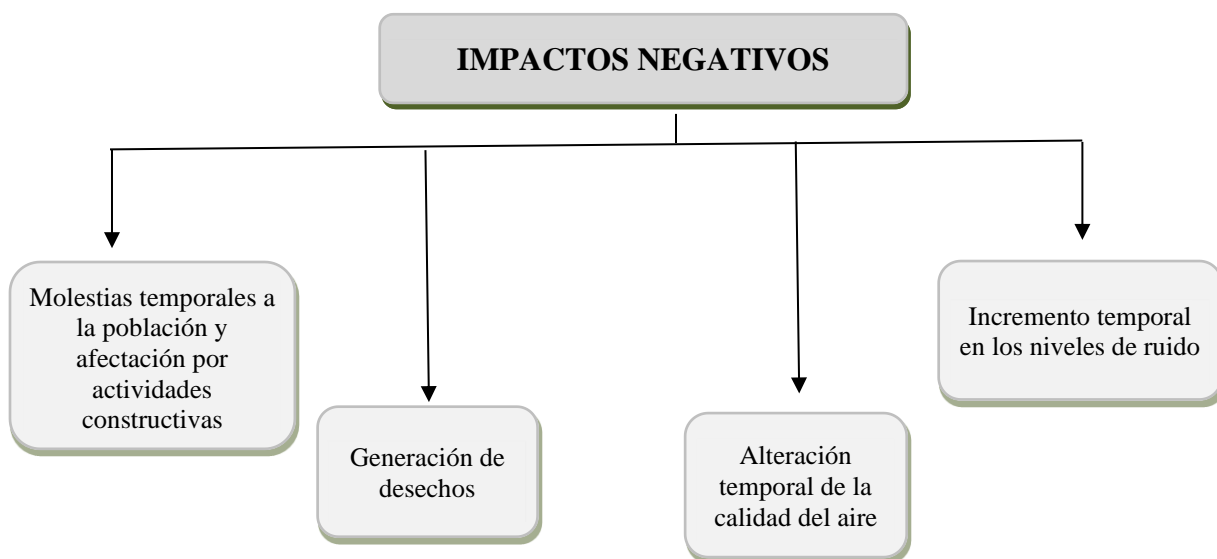 IMPACTOS NEGATIVOS
Molestias temporales a
la población y
afectación por
actividades
constructivas
Generación de
desechos
Alteración
temporal de la
calidad del aire
Incremento temporal
en los niveles de ruido